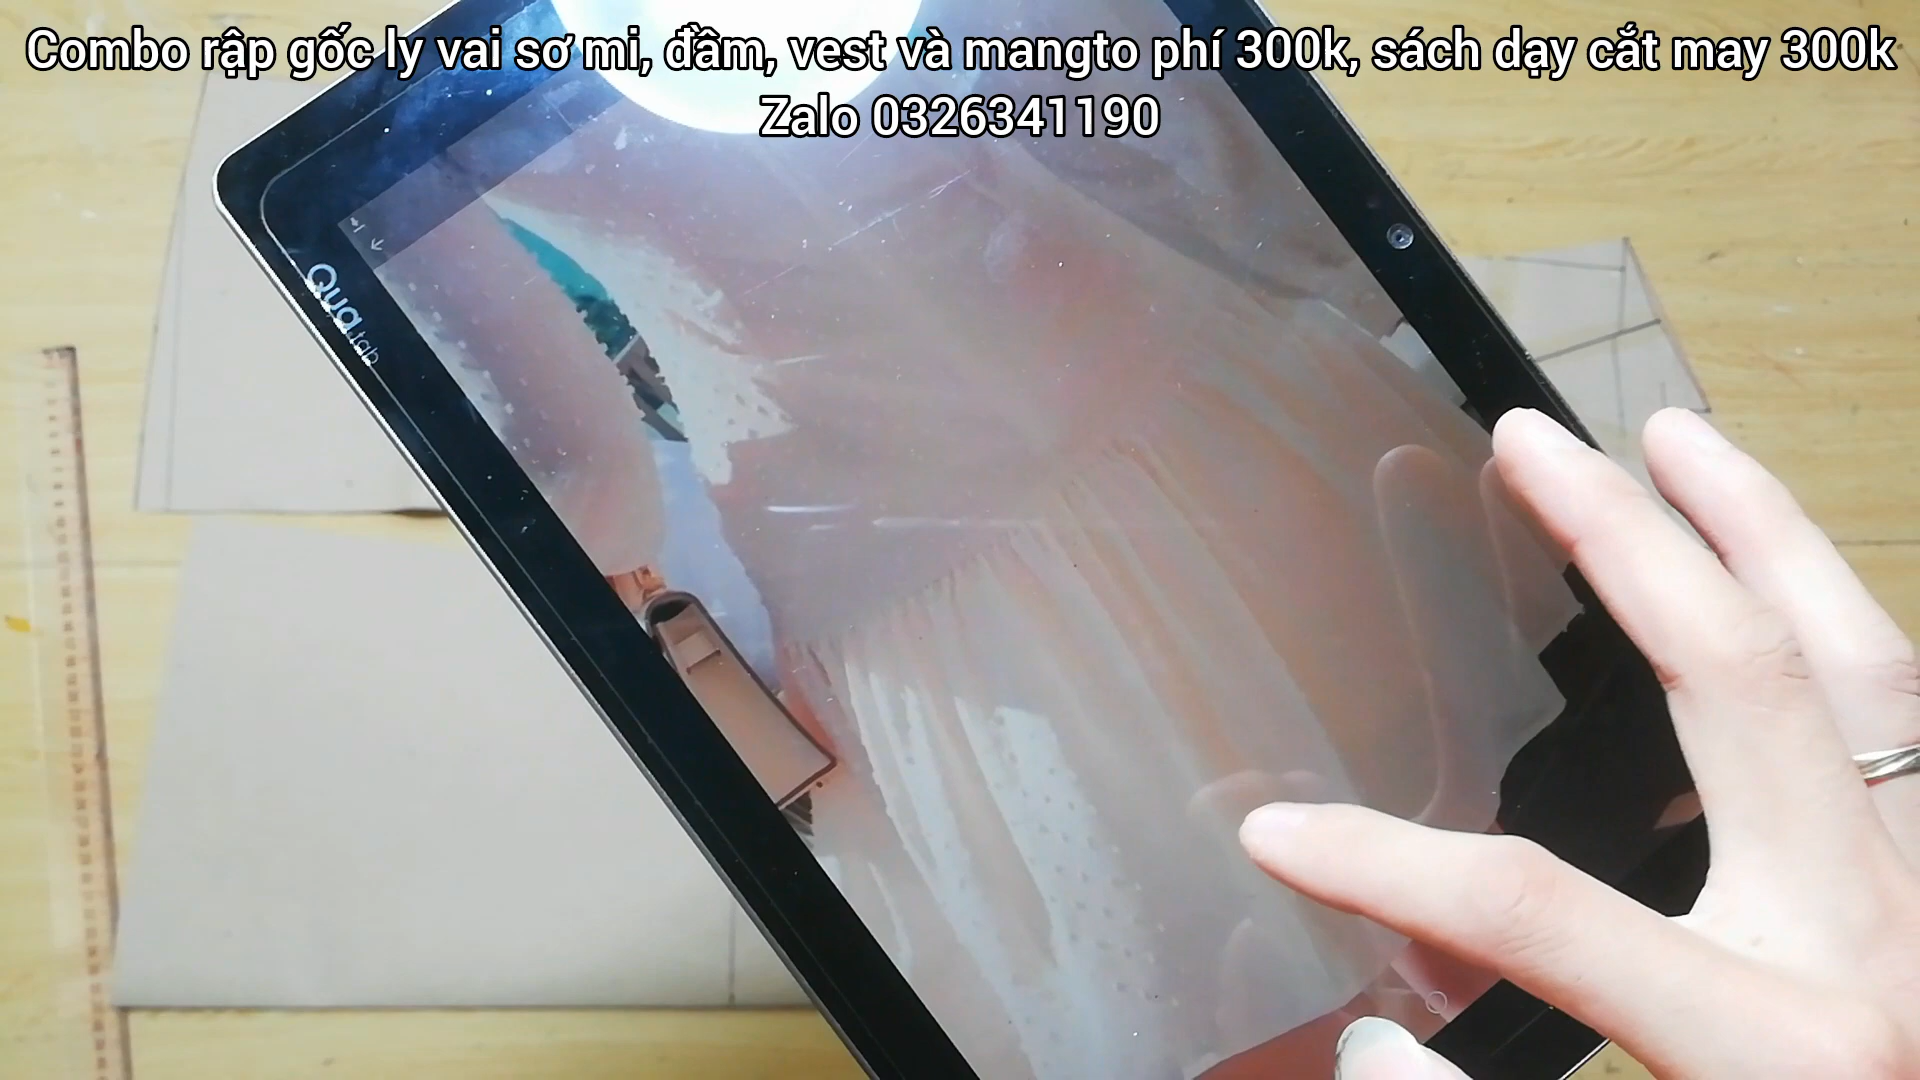 Combo rập gốc ly vai sơ mi, đầm, vest và mangto phí 300k, sách dạy cắt may 300k
Zalo 0326341190
Qua tab